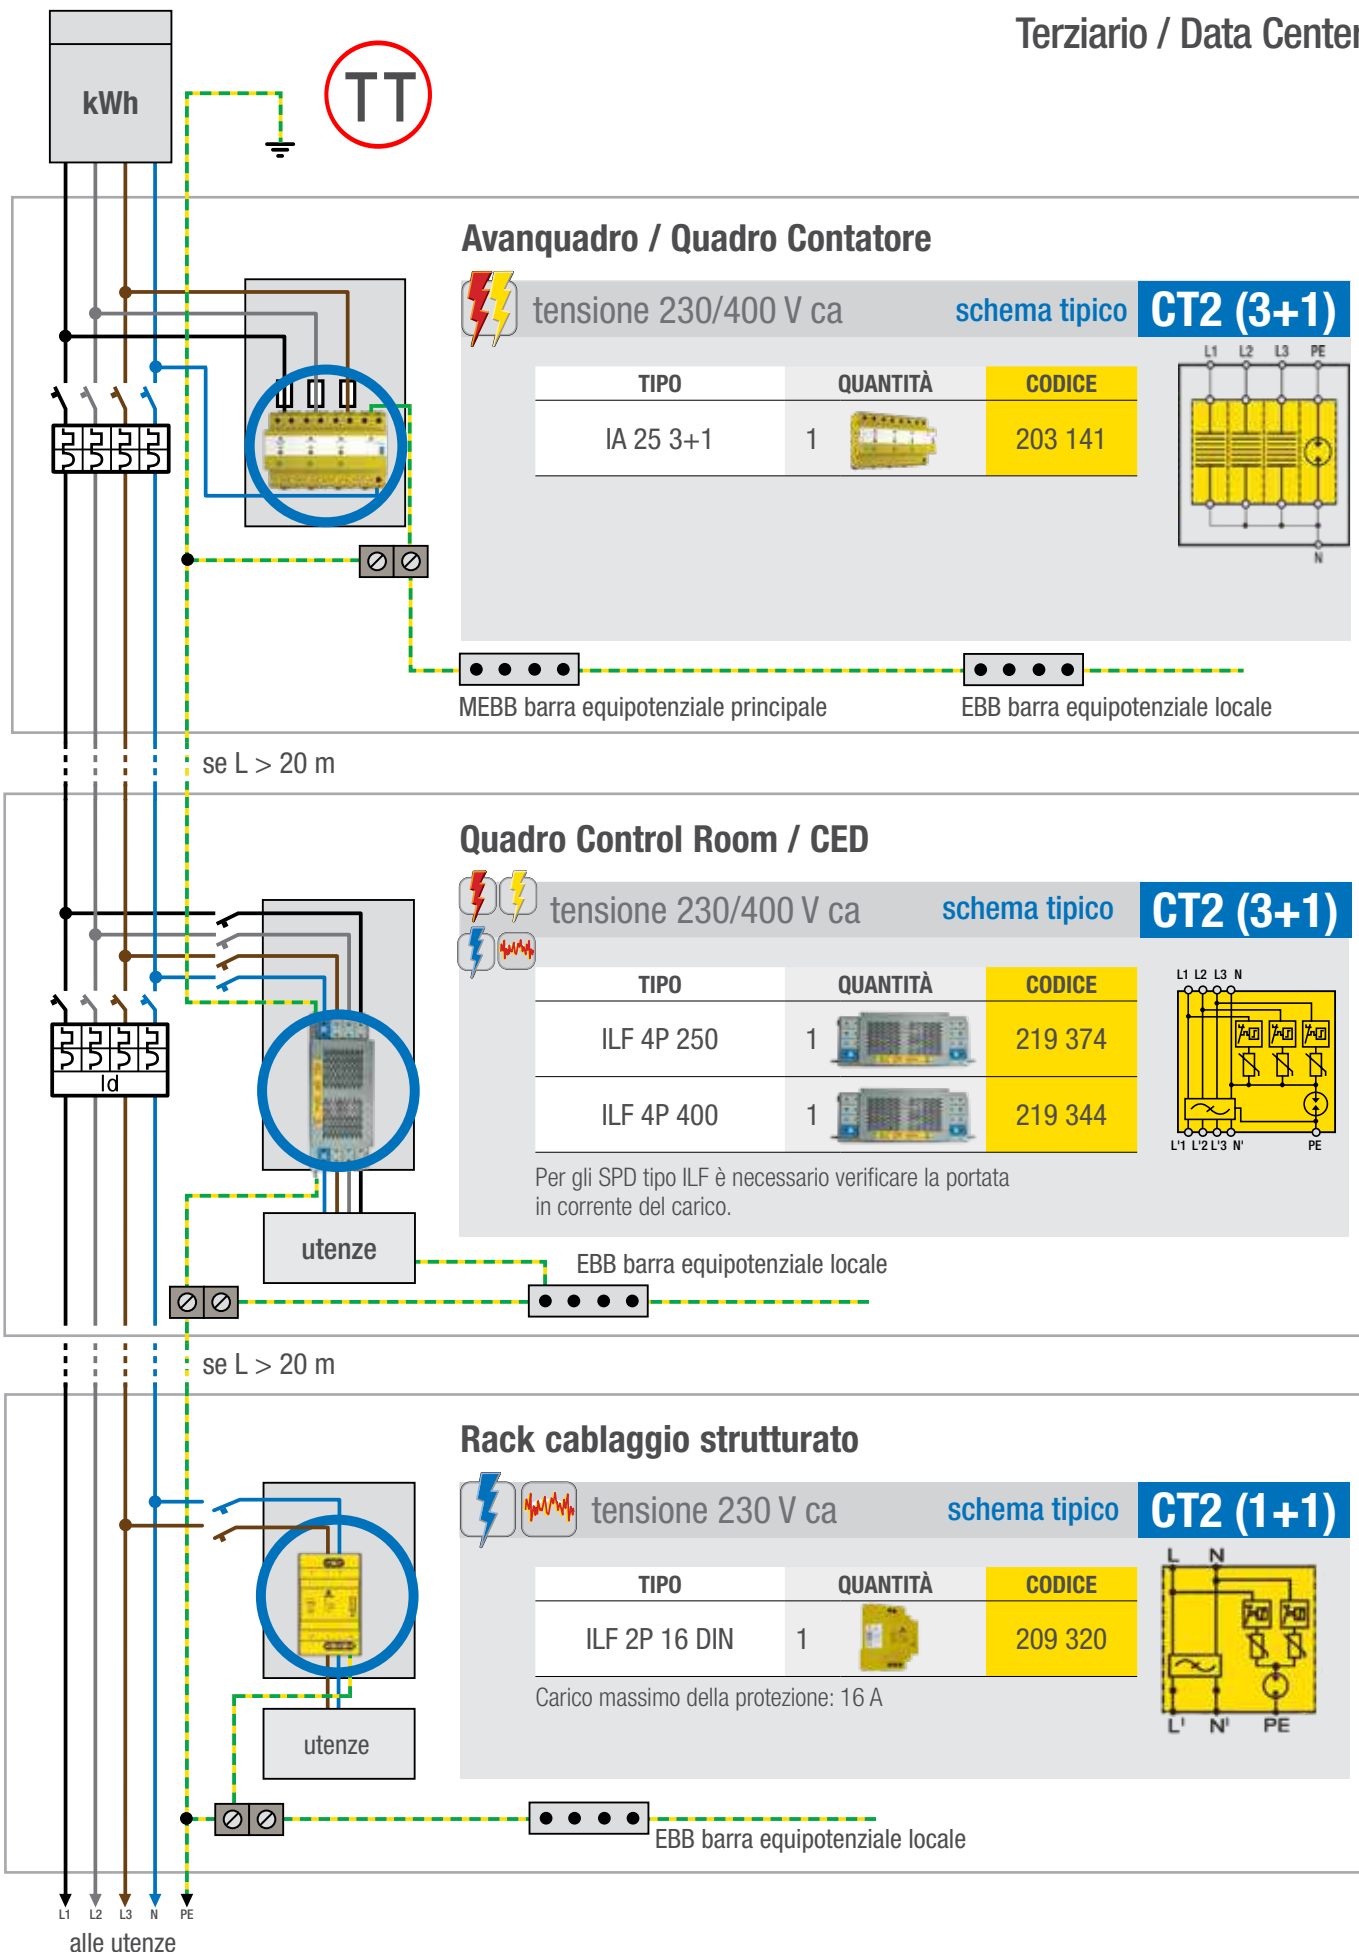 Terziario / Data Center
kWh
TT
Avanquadro / Quadro Contatore
tensione 230/400 V ca schema tipico CT2 (3+1)
TIPO QUANTITÀ CODICE
IA 25 3+1 1 203 141
L1 L2 L3 PE
N
MEBB barra equipotenziale principale
EBB barra equipotenziale locale
se L > 20 m
Quadro Control Room / CED
tensione 230/400 V ca schema tipico CT2 (3+1)
TIPO QUANTITÀ CODICE
ILF 4P 250 1 219 374
ILF 4P 400 1 219 344
L1 L2 L3 N
L'1 L'2 L'3 N' PE
Id
Per gli SPD tipo ILF è necessario verificare la portata
in corrente del carico.
utenze
EBB barra equipotenziale locale
se L > 20 m
Rack cablaggio strutturato
tensione 230 V ca schema tipico CT2 (1+1)
TIPO QUANTITÀ CODICE
ILF 2P 16 DIN 1 209 320
L N
L' N' PE
Carico massimo della protezione: 16 A
utenze
EBB barra equipotenziale locale
L1 L2 L3 N PE
alle utenze